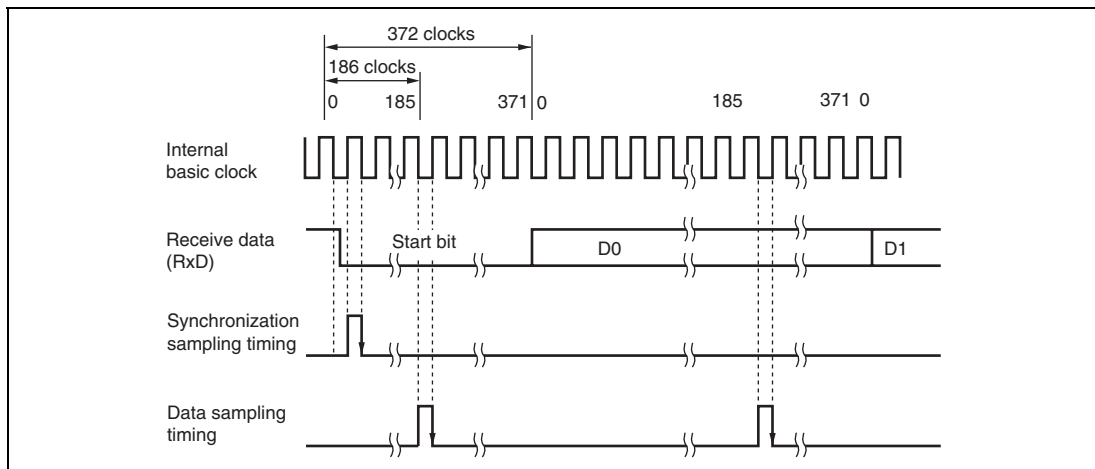 372 clocks
186 clocks
0 185 371 0 185 371 0
Internal
basic clock
Receive data
(RxD)
Start bit
D0
D1
Synchronization
sampling timing
Data sampling
timing